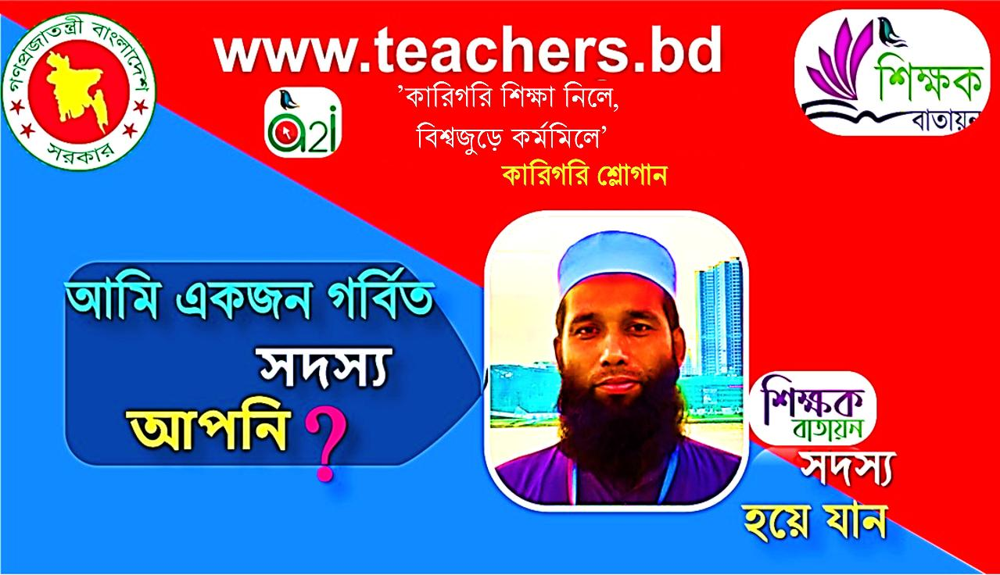 গণপ্রজাতন্ত্রী বাংলাদেশ
সরকার
www.teachers.bd
a2i
’কারিগরি শিক্ষা নিলে,
বিশ্বজুড়ে কর্মমিলে’
কারিগরি শ্লোগান
শিক্ষক
বাতায়ন
আমি একজন গর্বিত
সদস্য
আপনি ?
শিক্ষক
বাতায়ন
সদস্য
হয়ে যান